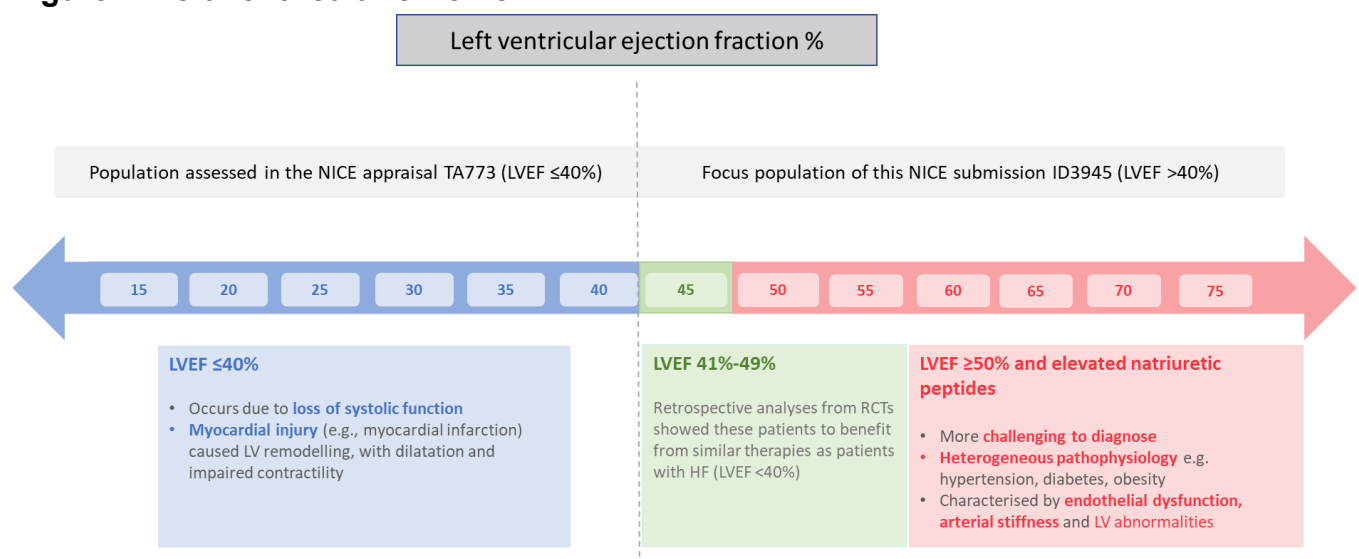 Left ventricular ejection fraction %
Population assessed in the NICE appraisal TA773 (LVEF ≤40%)
Focus population of this NICE submission ID3945 (LVEF >40%)
15 20 25 30 35 40 45 50 55 60 65 70 75
LVEF ≤40%
• Occurs due to loss of systolic function
• Myocardial injury (e.g., myocardial infarction)
caused LV remodelling, with dilatation and
impaired contractility
LVEF 41%-49%
Retrospective analyses from RCTs
showed these patients to benefit
from similar therapies as patients
with HF (LVEF <40%)
LVEF ≥50% and elevated natriuretic
peptides
• More challenging to diagnose
• Heterogeneous pathophysiology e.g.
hypertension, diabetes, obesity
• Characterised by endothelial dysfunction,
arterial stiffness and LV abnormalities